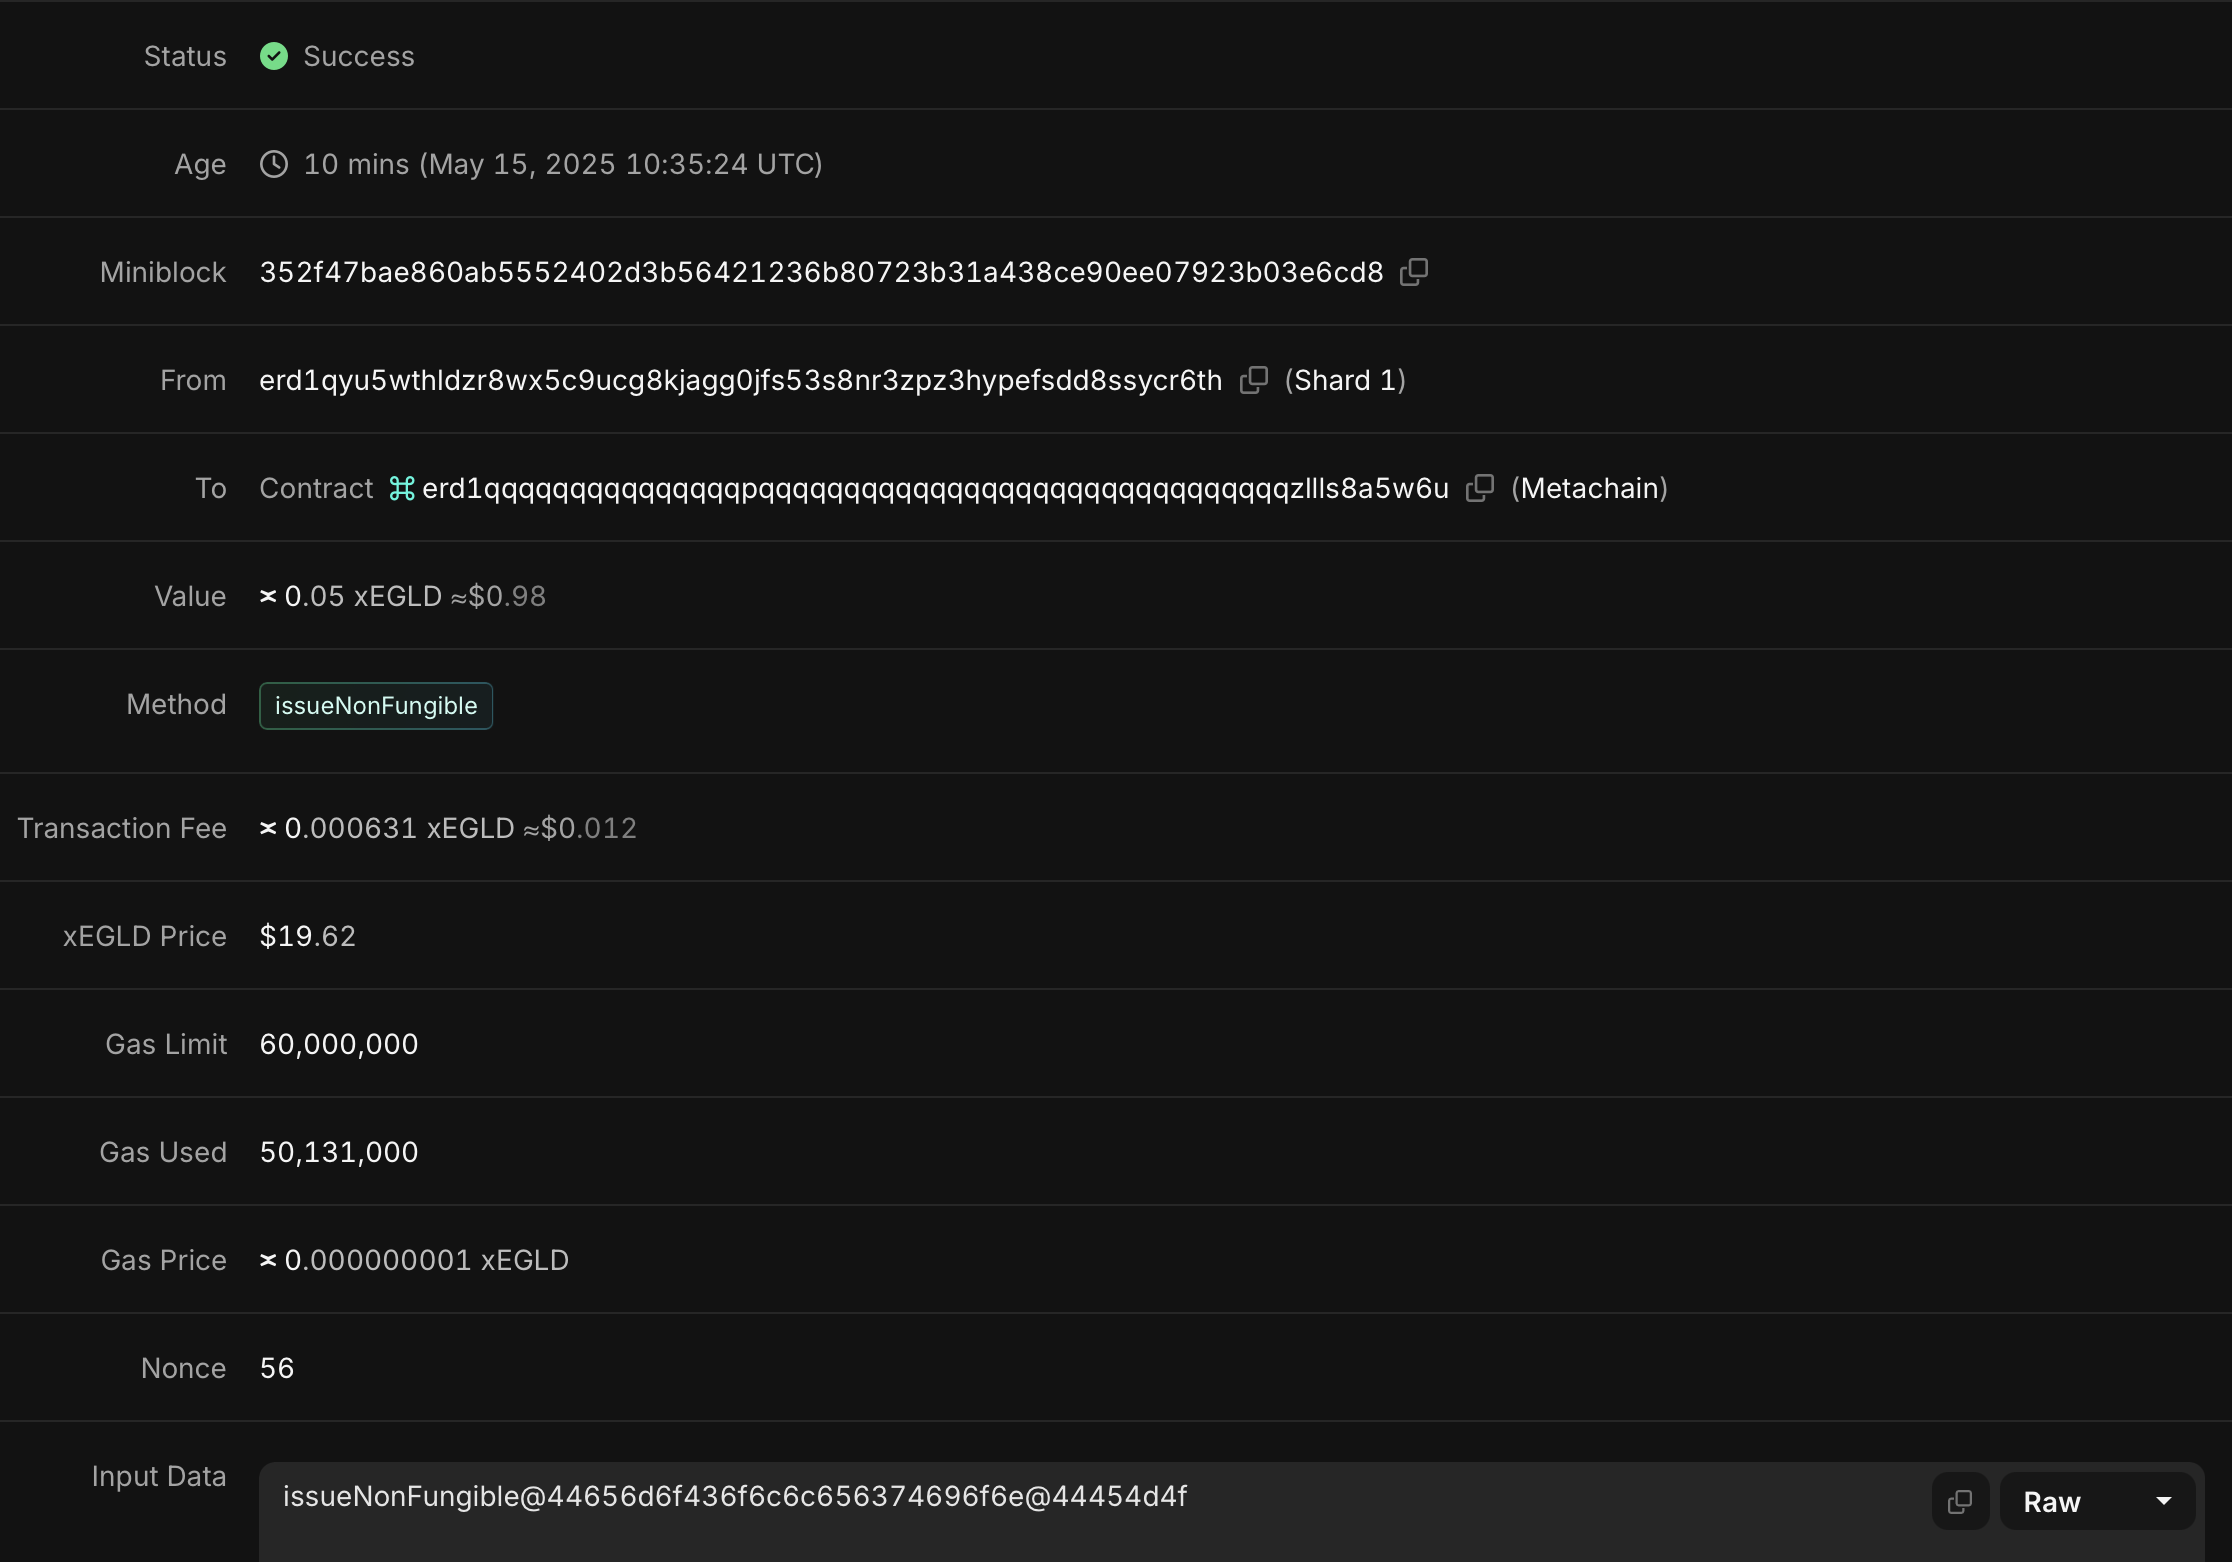 Status Success
Age 10 mins (May 15, 2025 10:35:24 UTC)
Miniblock 352f47bae860ab5552402d3b56421236b80723b31a438ce90ee07923b03e6cd8
From erd1qyu5wthldzr8wx5c9ucg8kjagg0jfs53s8nr3zpz3hypefsdd8ssycr6th (Shard 1)
To Contract erd1qqqqqqqqqqqqqqqpqqqqqqqqqqqqqqqqqqqqqqqqqqqqqqqzllls8a5w6u (Metachain)
Value 0.05 xEGLD ≈$0.98
Method issueNonFungible
Transaction Fee 0.000631 xEGLD ≈$0.012
xEGLD Price $19.62
Gas Limit 60,000,000
Gas Used 50,131,000
Gas Price 0.000000001 xEGLD
Nonce 56
Input Data issueNonFungible@44656d6f436f6c6c656374696f6e@44454d4f Raw